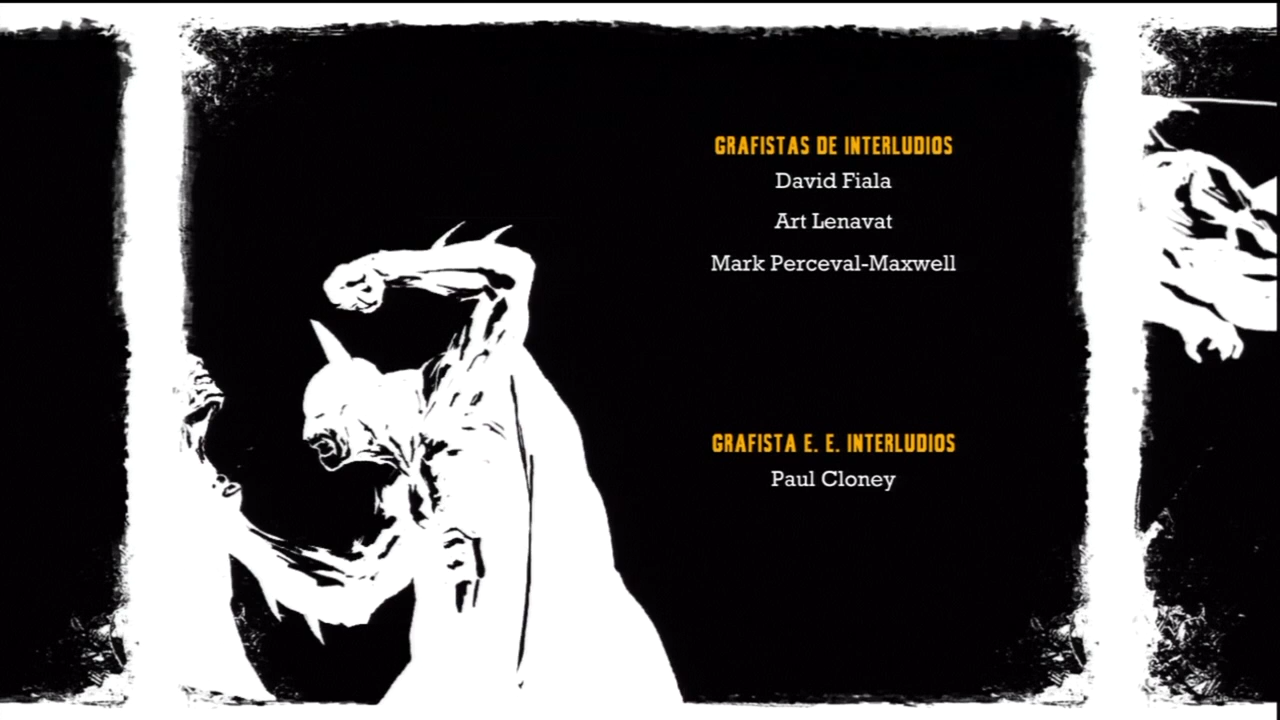 GRAFISTAS DE INTERLUDIOS
David Fiala
Art Lenavat
Mark Perceval-Maxwell
GRAFISTA E. E. INTERLUDIOS
Paul Cloney